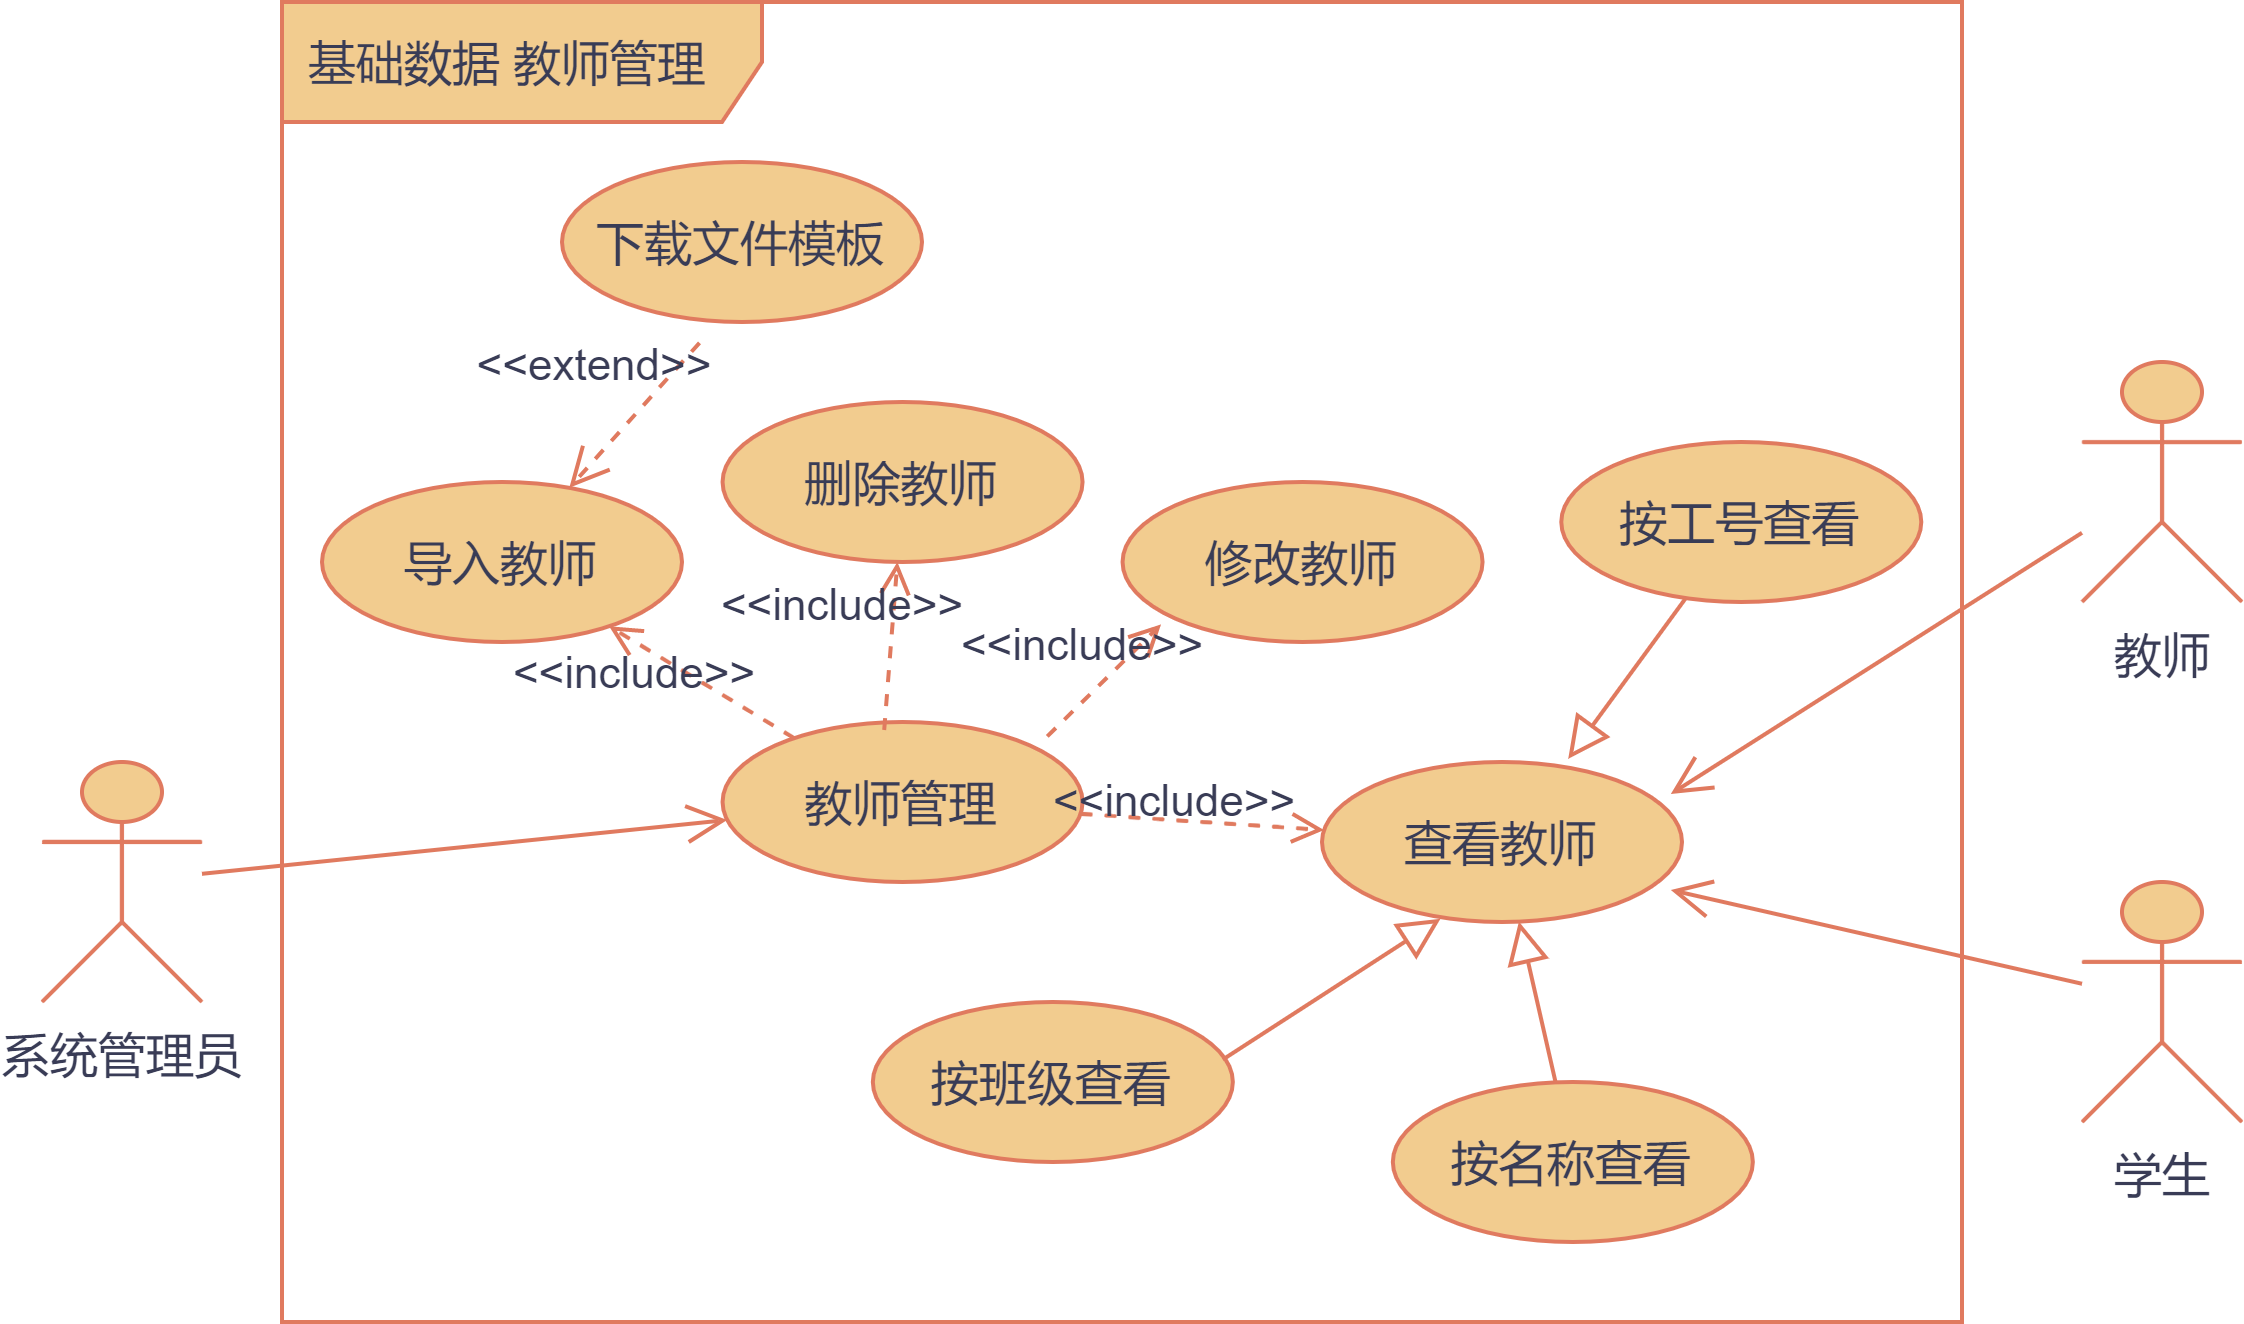 基础数据 教师管理
下载文件模板
<<extend>>
删除教师
按工号查看
导入教师
修改教师
<<include>>
<<include>>
<<include>>
教师
教师管理
<<include>>
查看教师
系统管理员
按班级查看
按名称查看
学生